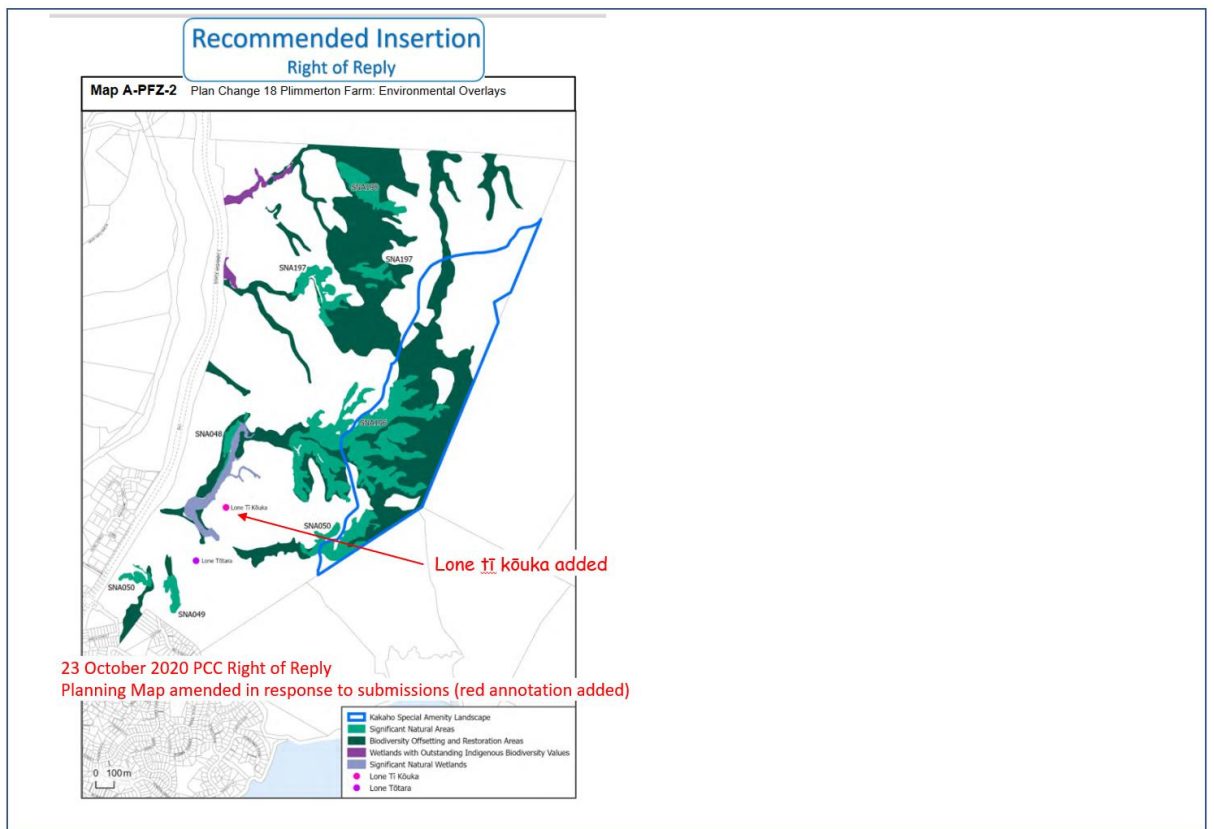 Recommended Insertion
Right of Reply
Map A-PFZ-2 Plan Change 18 Plimmerton Farm: Environmental Overlays
SNA197
SNA197
SNA048
Lone Tī Kōuka
SNA050
Lone tī kōuka added
Lone Tōtara
SNA050
SNA049
23 October 2020 PCC Right of Reply
Planning Map amended in response to submissions (red annotation added)
Kakaho Special Amenity Landscape
Significant Natural Areas
Biodiversity Offsetting and Restoration Areas
Wetlands with Outstanding Indigenous Biodiversity Values
Significant Natural Wetlands
Lone Tī Kōuka
Lone Tōtara
0 100m